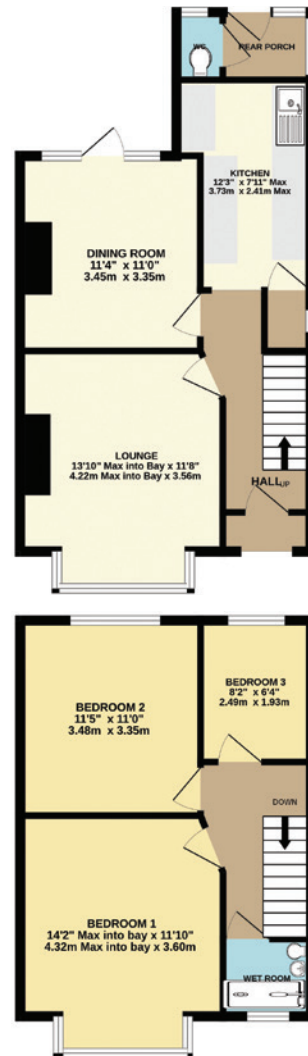 WC
REAR PORCH
KITCHEN
12'3" x 7'11" Max
3.73m x 2.41m Max
DINING ROOM
11'4" x 11'0"
3.45m x 3.35m
LOUNGE
13'10" Max into Bay x 11'8"
4.22m Max into Bay x 3.56m
HALL
UP
BEDROOM 2
11'5" x 11'0"
3.48m x 3.35m
BEDROOM 3
8'2" x 6'4"
2.49m x 1.93m
DOWN
BEDROOM 1
14'2" Max into bay x 11'10"
4.32m Max into bay x 3.60m
WET ROOM